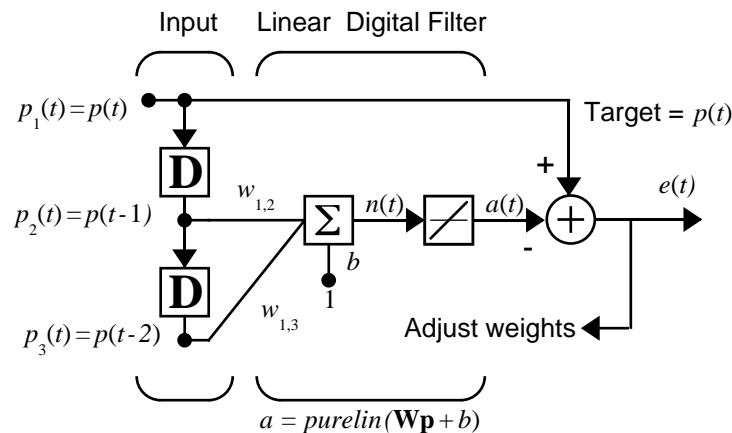 Input
Linear Digital Filter
p1(t) = p(t)
Target = p(t)
D
+
w1,2
n(t)
a(t)
e(t)
p2(t) = p(t-1)
Σ
+
-
b
D
1
w1,3
Adjust weights
p3(t) = p(t-2)
a = purelin(Wp + b)